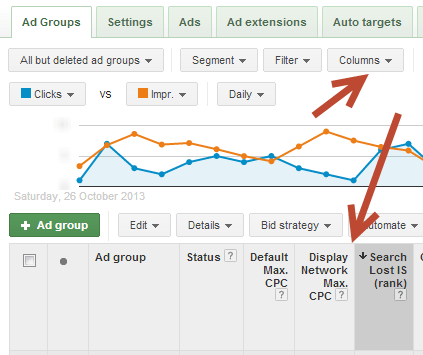 Ad Groups Settings Ads Ad extensions Auto targets
All but deleted ad groups Segment Filter Columns
Clicks VS Impr. Daily
Saturday, 26 October 2013
+ Ad group Edit Details Bid strategy Automate
Ad group Status ? Default Max. CPC ? Display Network Max. CPC ? Search Lost IS (rank) ?